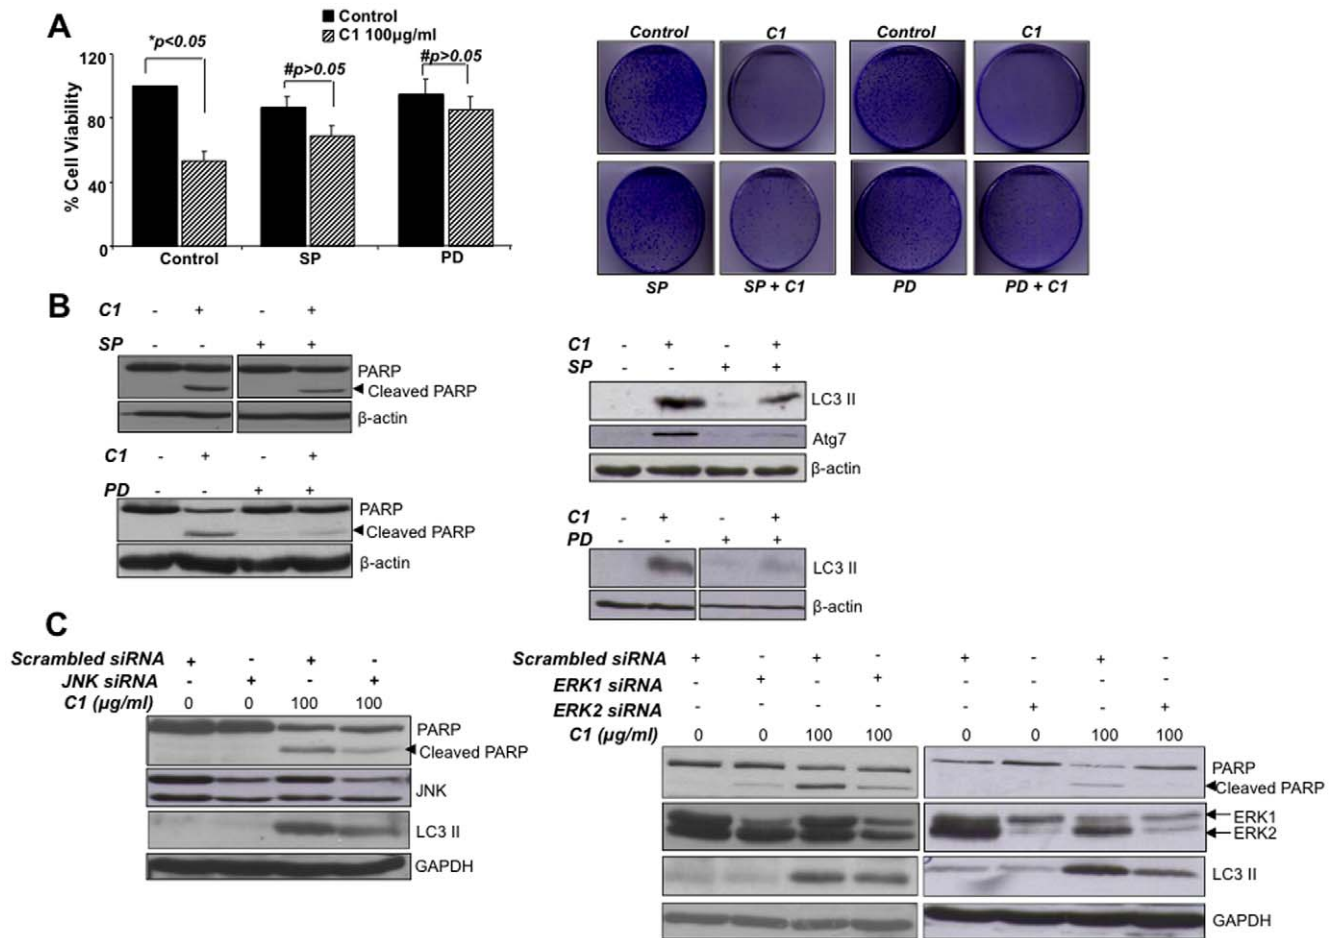 A
Control
C1 100μg/ml
*p<0.05
#p>0.05
#p>0.05
% Cell Viability
120
80
40
0
Control SP PD
Control C1 Control C1
SP SP + C1 PD PD + C1
B
C1 - + - +
SP - - + +
PARP
Cleaved PARP
β-actin
C1 - + - +
PD - - + +
PARP
Cleaved PARP
β-actin
C1 - + - +
SP - - + +
LC3 II
Atg7
β-actin
C1 - + - +
PD - - + +
LC3 II
β-actin
C
Scrambled siRNA + - + -
JNK siRNA - + - +
C1 (μg/ml) 0 0 100 100
PARP
Cleaved PARP
JNK
LC3 II
GAPDH
Scrambled siRNA + - + - + - + -
ERK1 siRNA - + - + - - - -
ERK2 siRNA - - - - - + - +
C1 (μg/ml) 0 0 100 100 0 0 100 100
PARP
Cleaved PARP
ERK1
ERK2
LC3 II
GAPDH